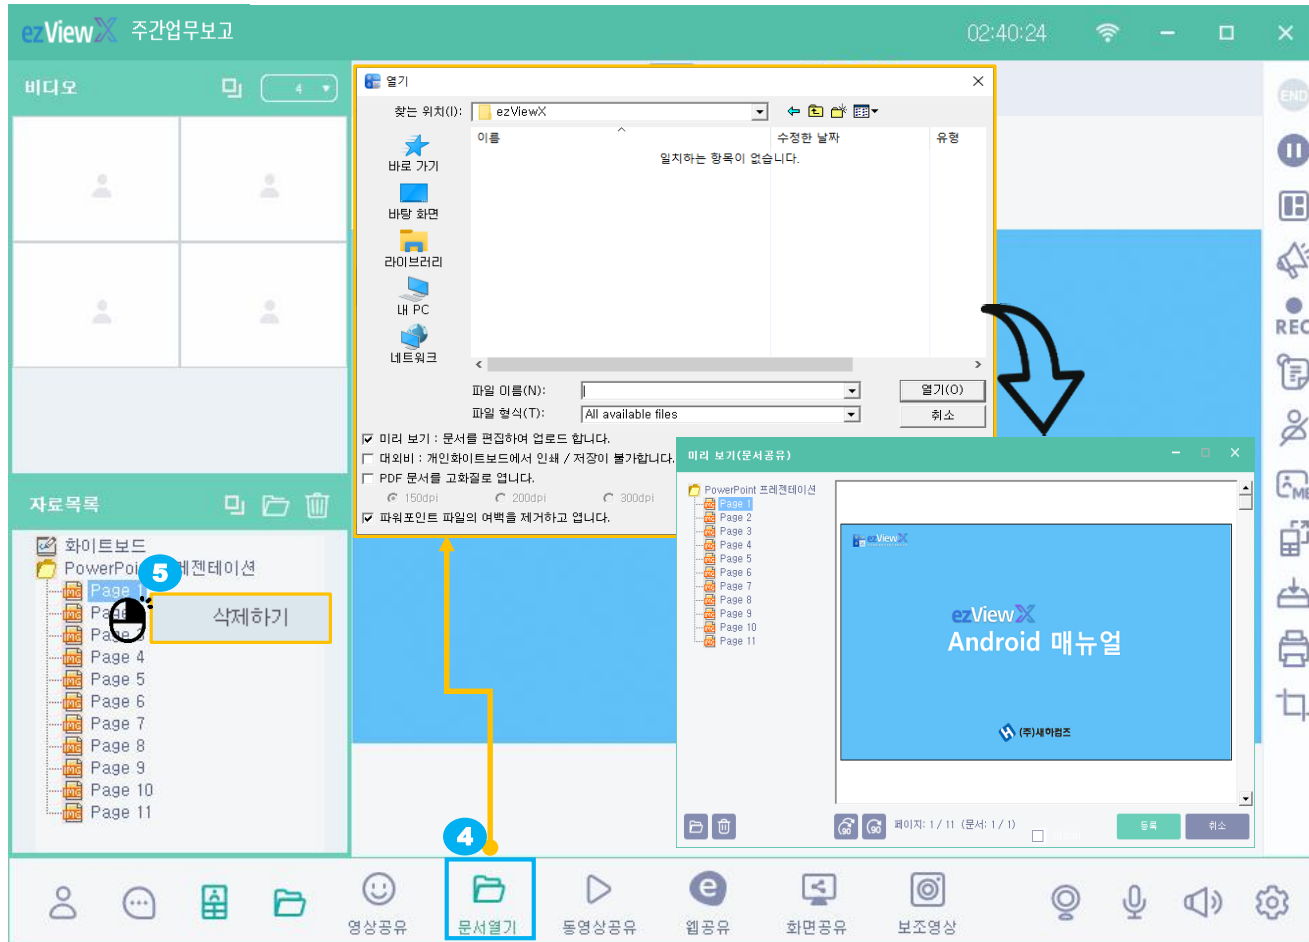 ezViewX 주간업무보고
02:40:24
비디오
4
END
REC
열기
찾는 위치(I):
ezViewX
이름
수정한 날짜
유형
일치하는 항목이 없습니다.
바로 가기
바탕 화면
라이브러리
내 PC
네트워크
파일 이름(N):
열기(O)
파일 형식(T):
All available files
취소
미리 보기 : 문서를 편집하여 업로드 합니다.
대외비 : 개인화이트보드에서 인쇄 / 저장이 불가합니다.
PDF 문서를 고화질로 엽니다.
150dpi
200dpi
300dpi
파워포인트 파일의 여백을 제거하고 엽니다.
미리 보기(문서공유)
PowerPoint 프레젠테이션
Page 1
Page 2
Page 3
Page 4
Page 5
Page 6
Page 7
Page 8
Page 9
Page 10
Page 11
ezViewX
ezViewX
Android 매뉴얼
(주)새하컴즈
90
90
페이지: 1 / 11 (문서: 1 / 1)
등록
취소
자료목록
화이트보드
PowerPoi
5
레젠테이션
Page 1
삭제하기
Page 3
Page 4
Page 5
Page 6
Page 7
Page 8
Page 9
Page 10
Page 11
4
영상공유
문서열기
동영상공유
웹공유
화면공유
보조영상